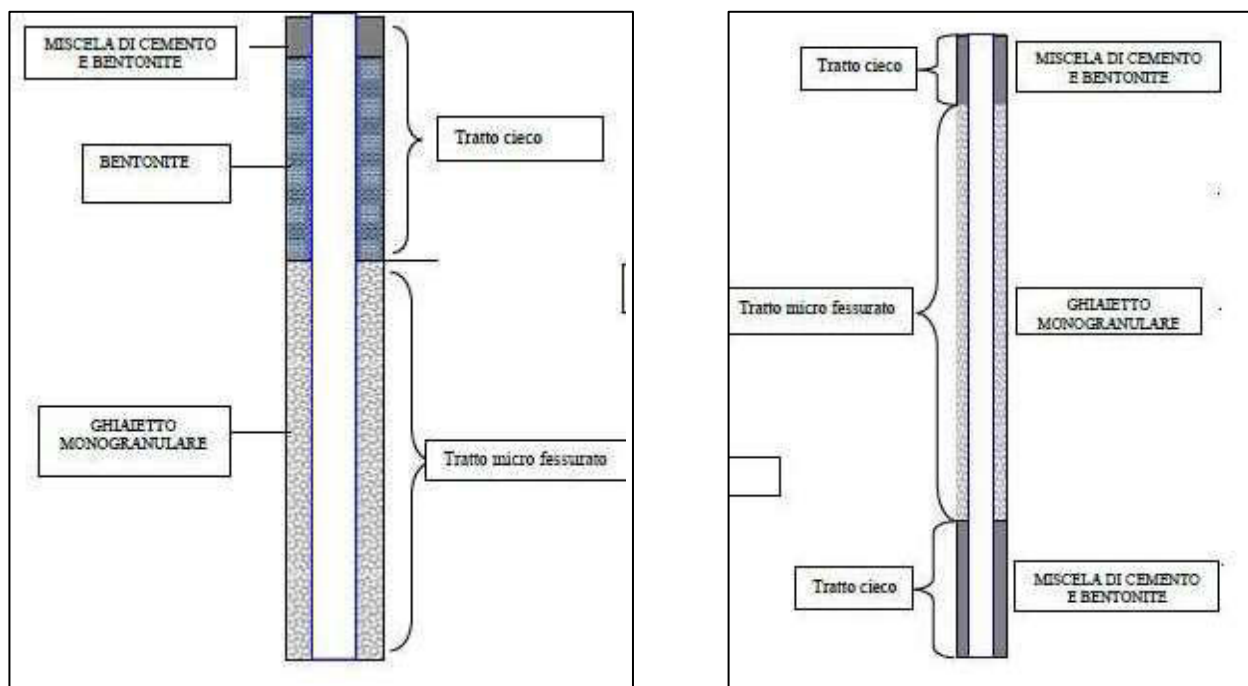 MISCELA DI CEMENTO
E BENTONITE
BENTONITE
Tratto cieco
GHIAIETTO
MONOGRANULARE
Tratto micro fessurato
Tratto cieco
MISCELA DI CEMENTO
E BENTONITE
Tratto micro fessurato
GHIAIETTO
MONOGRANULARE
Tratto cieco
MISCELA DI CEMENTO
E BENTONITE